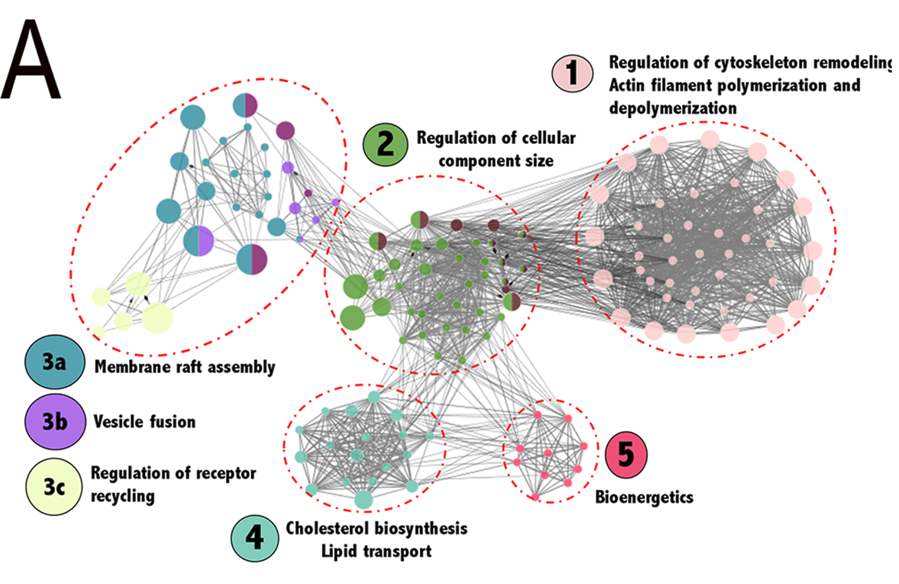 A
1
Regulation of cytoskeleton remodeling
Actin filament polymerization and
depolymerization
2
Regulation of cellular
component size
3a
Membrane raft assembly
3b
Vesicle fusion
3c
Regulation of receptor
recycling
4
Cholesterol biosynthesis
Lipid transport
5
Bioenergetics